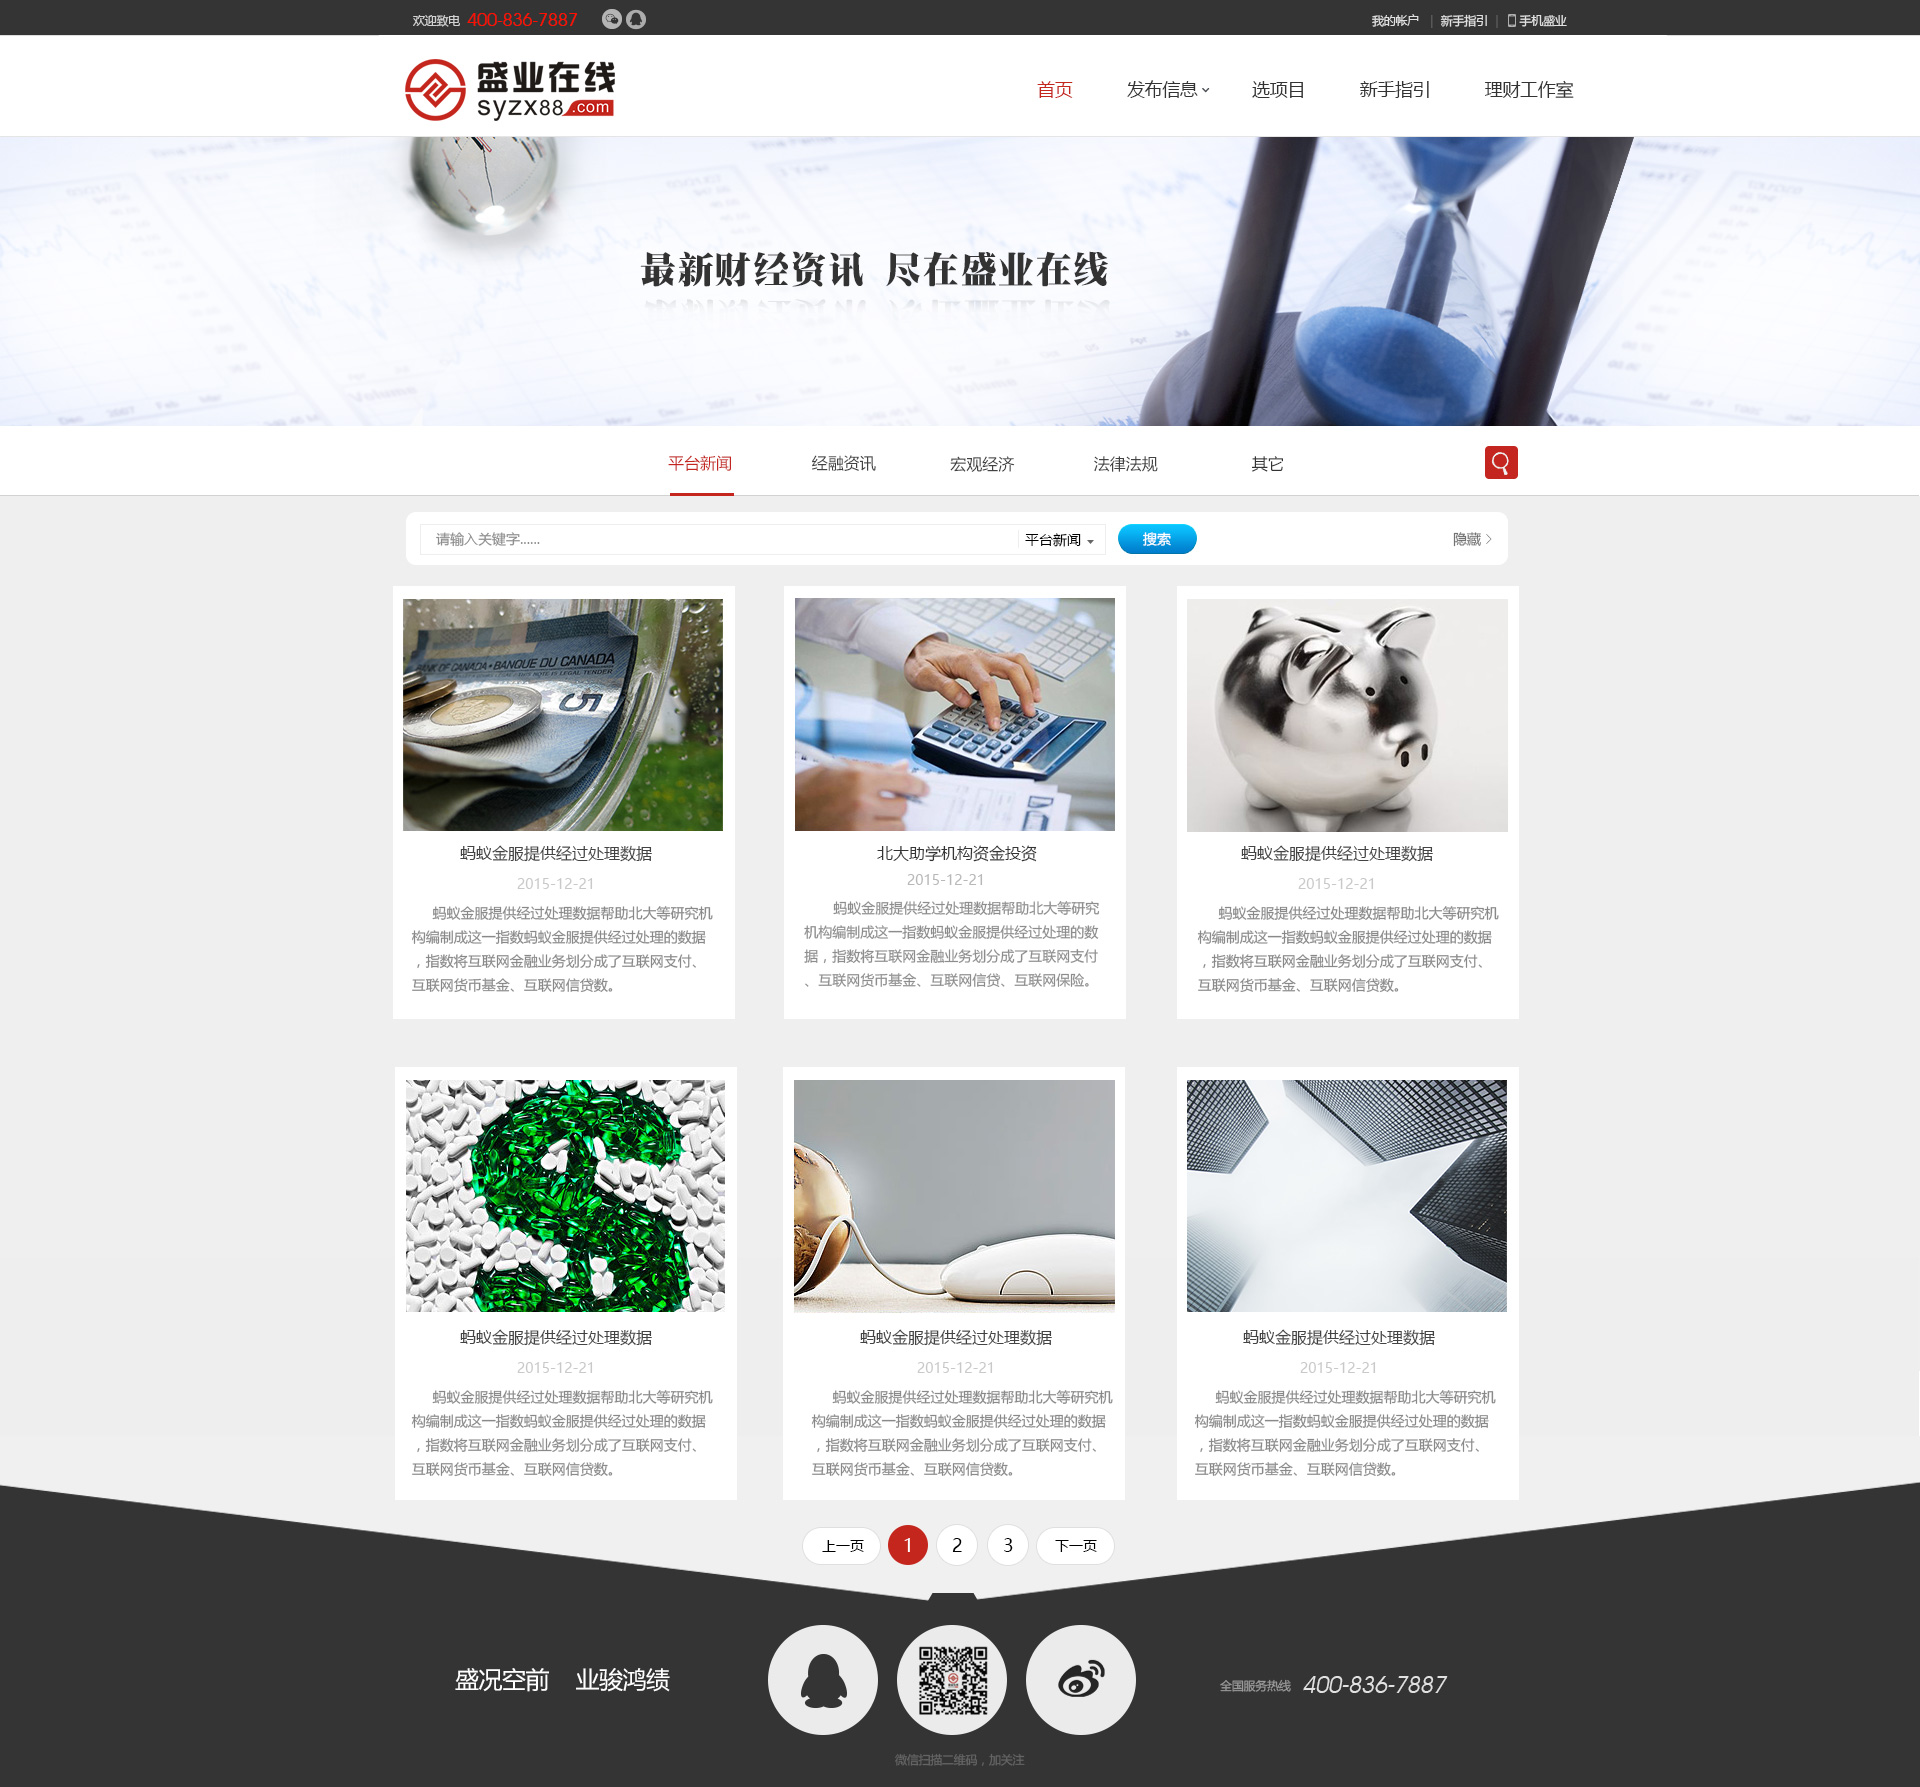 欢迎致电 400-836-7887
我的帐户 | 新手指引 | 手机盛业
盛业在线
syzx88.com
首页 发布信息 选项目 新手指引 理财工作室
最新财经资讯 尽在盛业在线
平台新闻 经融资讯 宏观经济 法律法规 其它
请输入关键字...... 平台新闻 搜索 隐藏
BANK OF CANADA • BANQUE DU CANADA
5
蚂蚁金服提供经过处理数据
2015-12-21
蚂蚁金服提供经过处理数据帮助北大等研究机
构编制成这一指数蚂蚁金服提供经过处理的数据
，指数将互联网金融业务划分成了互联网支付、
互联网货币基金、互联网信贷数。
北大助学机构资金投资
2015-12-21
蚂蚁金服提供经过处理数据帮助北大等研究
机构编制成这一指数蚂蚁金服提供经过处理的数
据，指数将互联网金融业务划分成了互联网支付
、互联网货币基金、互联网信贷、互联网保险。
蚂蚁金服提供经过处理数据
2015-12-21
蚂蚁金服提供经过处理数据帮助北大等研究机
构编制成这一指数蚂蚁金服提供经过处理的数据
，指数将互联网金融业务划分成了互联网支付、
互联网货币基金、互联网信贷数。
蚂蚁金服提供经过处理数据
2015-12-21
蚂蚁金服提供经过处理数据帮助北大等研究机
构编制成这一指数蚂蚁金服提供经过处理的数据
，指数将互联网金融业务划分成了互联网支付、
互联网货币基金、互联网信贷数。
蚂蚁金服提供经过处理数据
2015-12-21
蚂蚁金服提供经过处理数据帮助北大等研究机
构编制成这一指数蚂蚁金服提供经过处理的数据
，指数将互联网金融业务划分成了互联网支付、
互联网货币基金、互联网信贷数。
蚂蚁金服提供经过处理数据
2015-12-21
蚂蚁金服提供经过处理数据帮助北大等研究机
构编制成这一指数蚂蚁金服提供经过处理的数据
，指数将互联网金融业务划分成了互联网支付、
互联网货币基金、互联网信贷数。
上一页 1 2 3 下一页
盛况空前 业骏鸿绩
全国服务热线 400-836-7887
微信扫描二维码，加关注